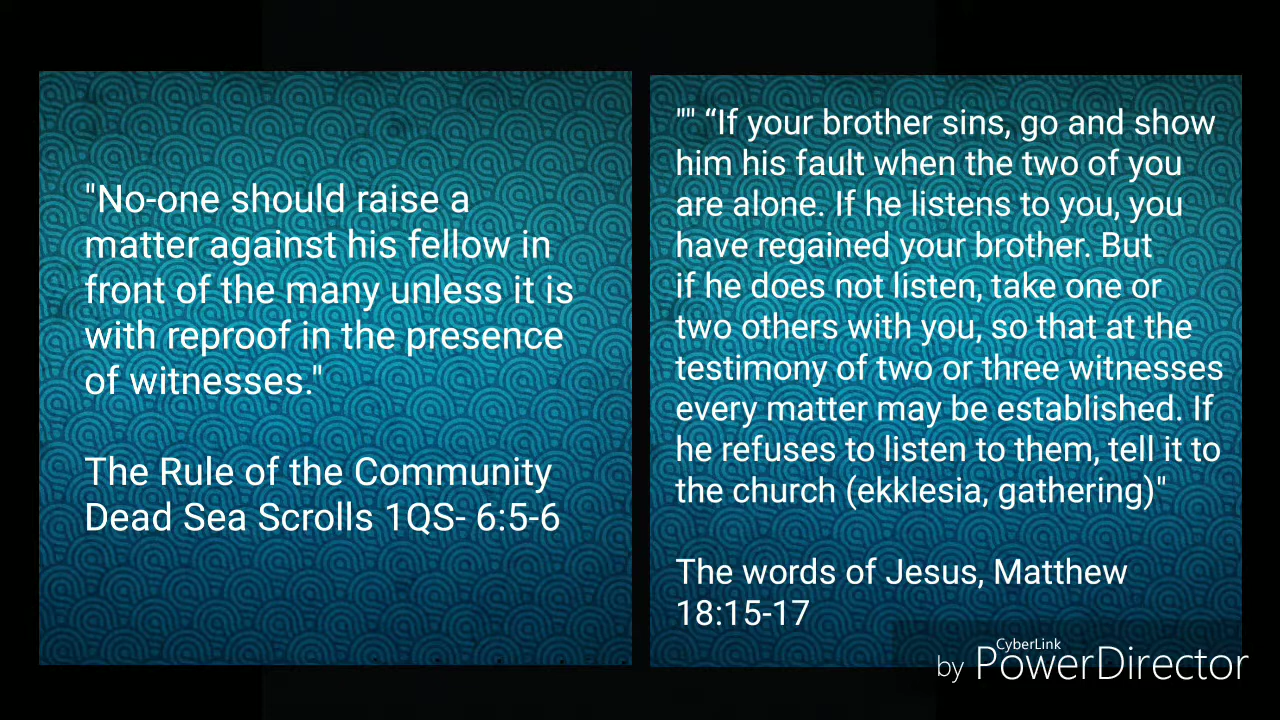 "No-one should raise a
matter against his fellow in
front of the many unless it is
with reproof in the presence
of witnesses."
The Rule of the Community
Dead Sea Scrolls 1QS- 6:5-6
"" “If your brother sins, go and show
him his fault when the two of you
are alone. If he listens to you, you
have regained your brother. But
if he does not listen, take one or
two others with you, so that at the
testimony of two or three witnesses
every matter may be established. If
he refuses to listen to them, tell it to
the church (ekklesia, gathering)"
The words of Jesus, Matthew
18:15-17
CyberLink
by PowerDirector